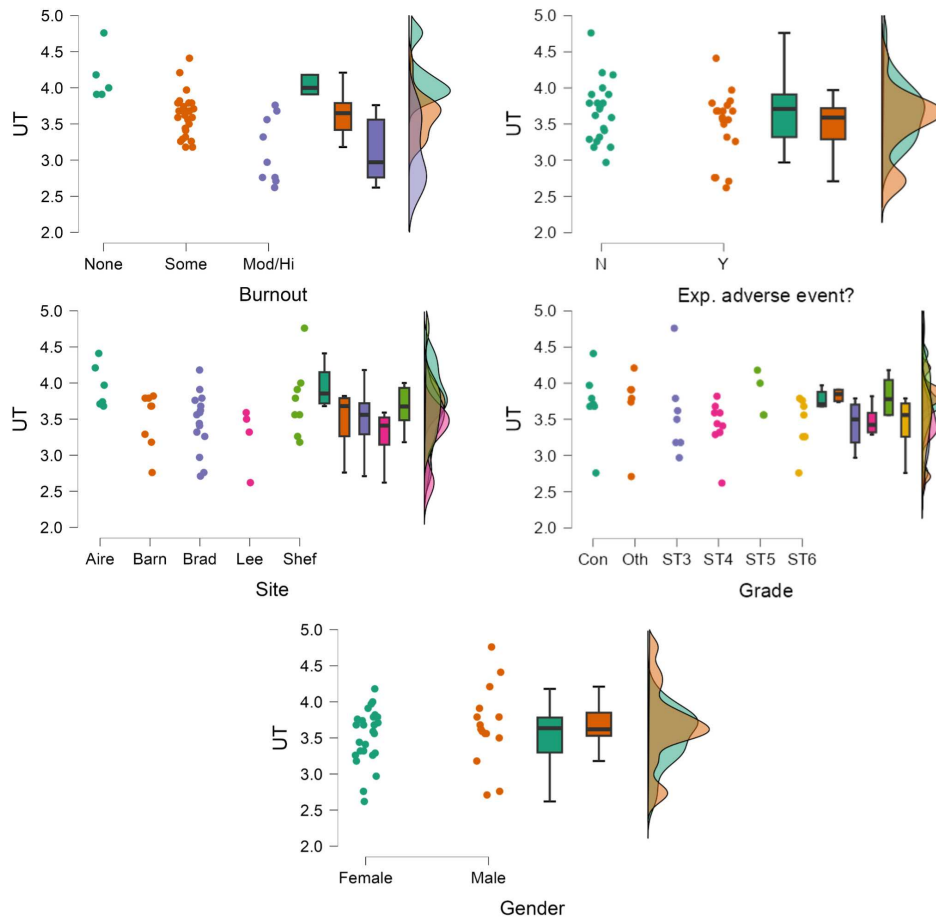 5.0
4.5
4.0
3.5
3.0
2.5
2.0
UT
None Some Mod/Hi
Burnout
5.0
4.5
4.0
3.5
3.0
2.5
2.0
UT
N Y
Exp. adverse event?
5.0
4.5
4.0
3.5
3.0
2.5
2.0
UT
Aire Barn Brad Lee Shef
Site
5.0
4.5
4.0
3.5
3.0
2.5
2.0
UT
Con Oth ST3 ST4 ST5 ST6
Grade
5.0
4.5
4.0
3.5
3.0
2.5
2.0
UT
Female Male
Gender